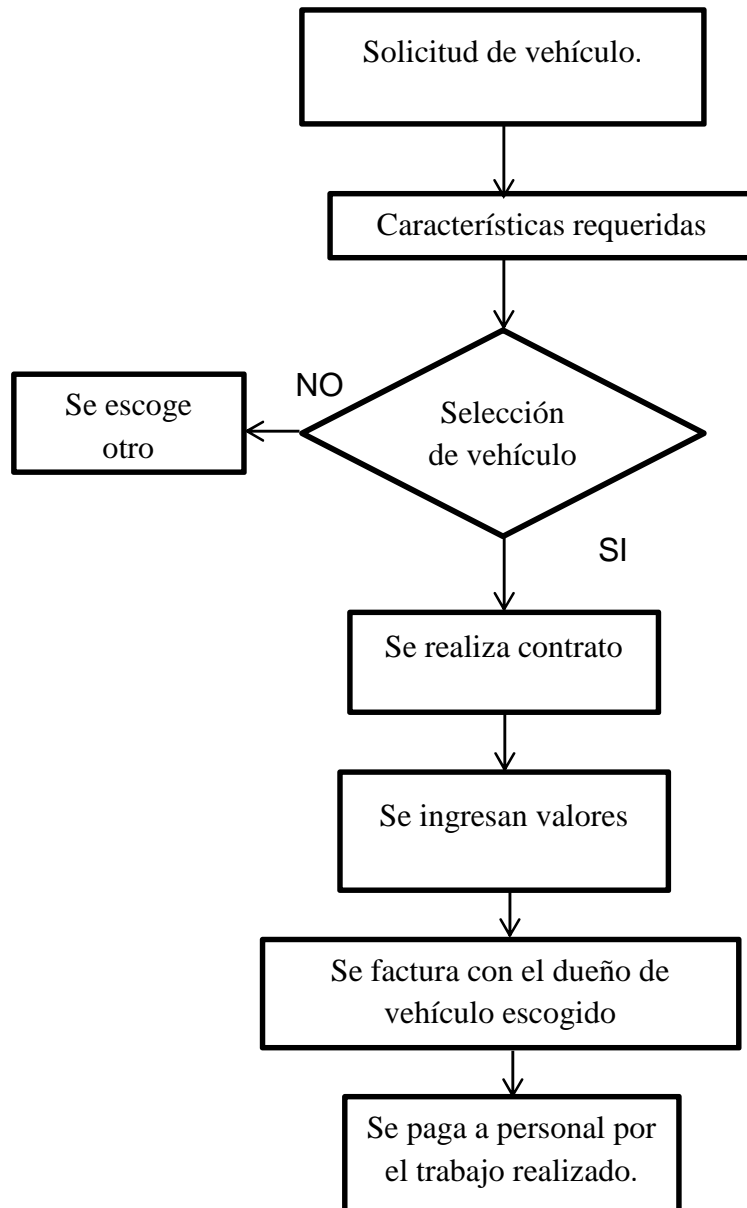 Solicitud de vehículo.
Características requeridas
NO
Se escoge
otro
Selección
de vehículo
SI
Se realiza contrato
Se ingresan valores
Se factura con el dueño de
vehículo escogido
Se paga a personal por
el trabajo realizado.